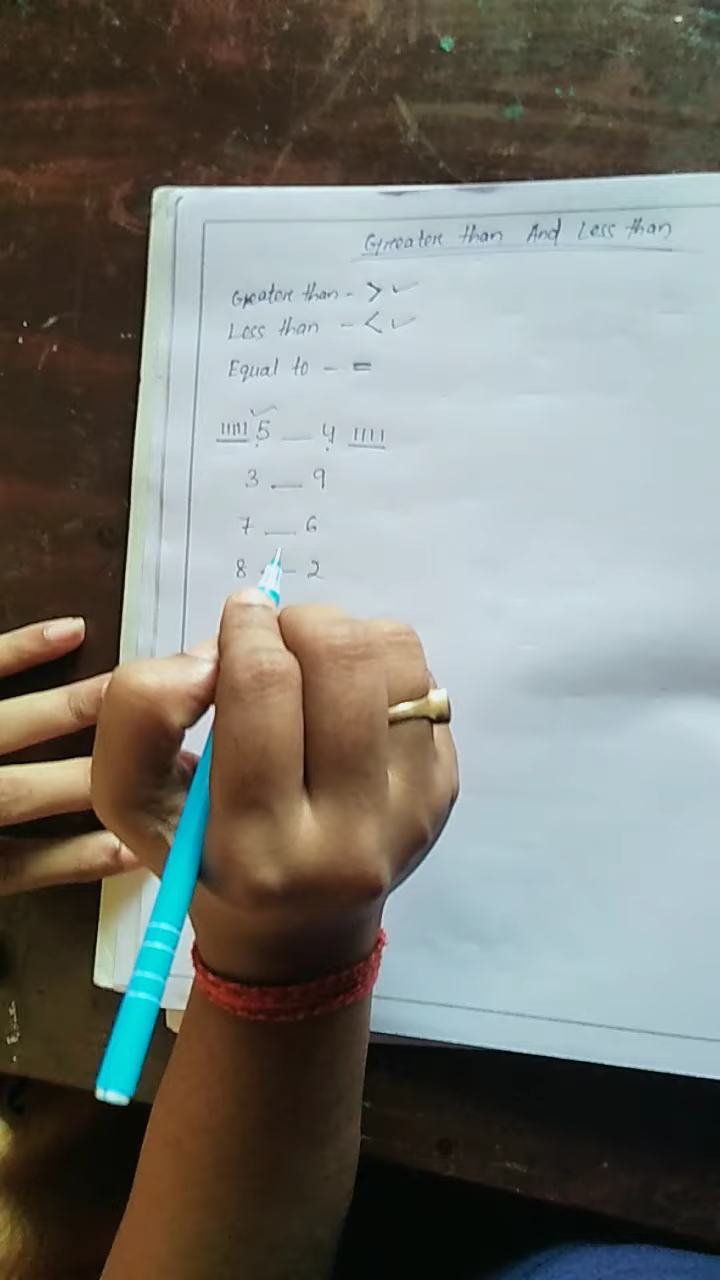 Greater than And Less than
Greater than - > ✓
Less than - < ✓
Equal to - =
✓
||||| 5 __ 4 ||||
3 __ 9
7 __ 6
8 __ 2